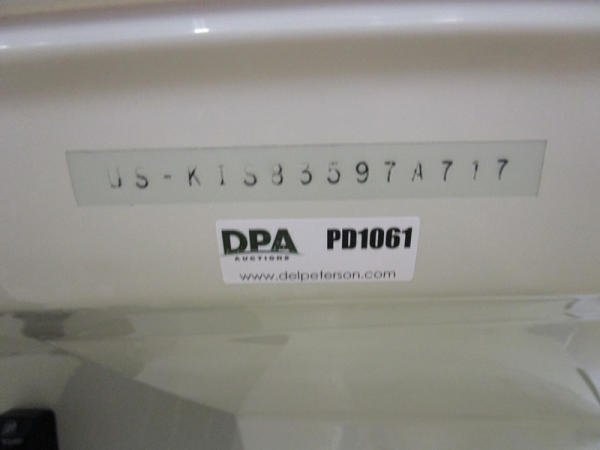 US-KIS83597A717
DPA PD1061
AUCTIONS
www.delpeterson.com